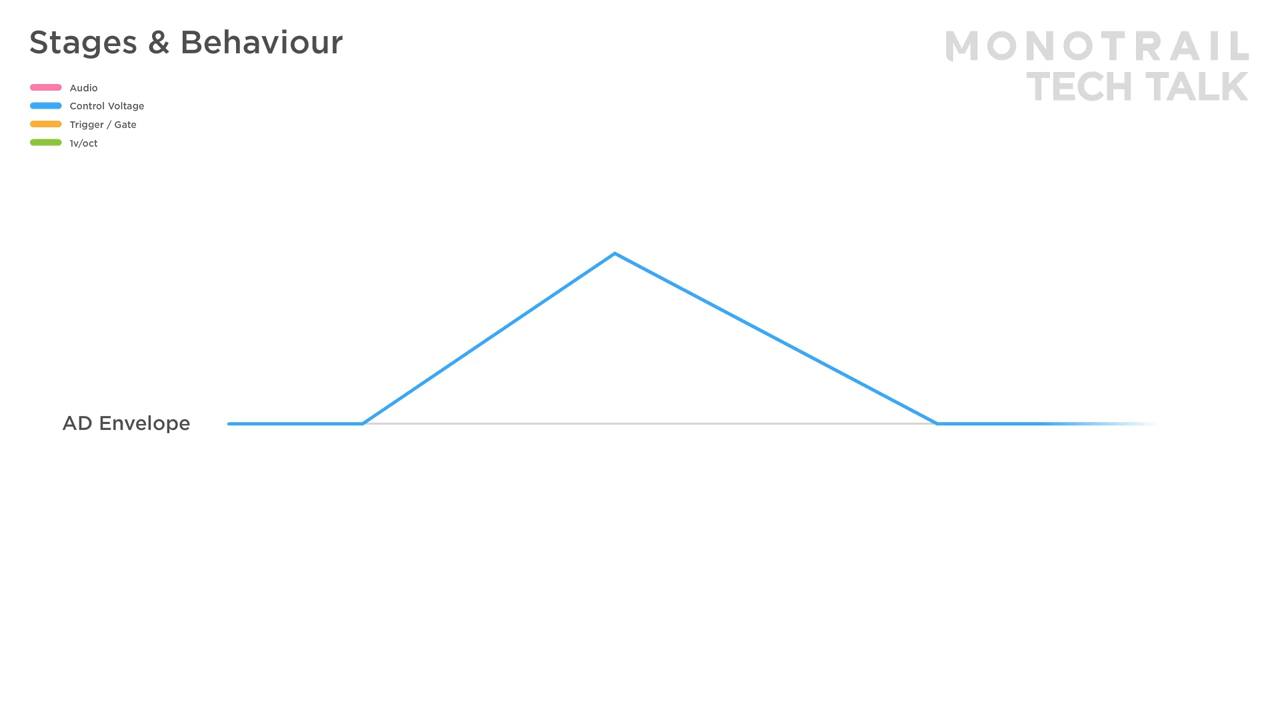 Stages & Behaviour
MONOTRAIL
TECH TALK
Audio
Control Voltage
Trigger / Gate
1v/oct
AD Envelope